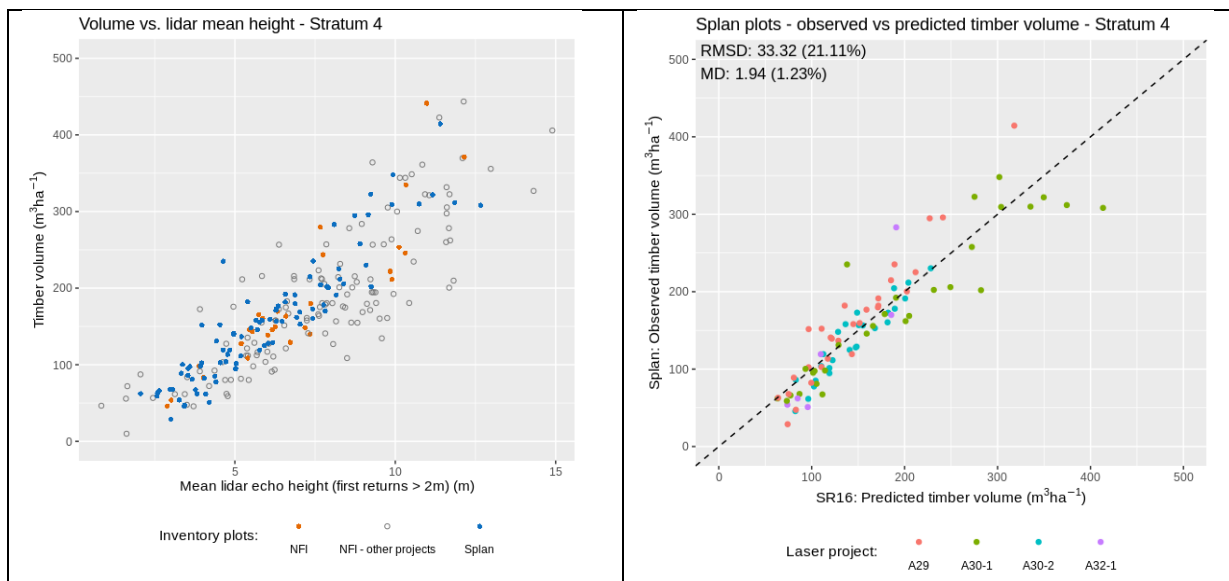 Volume vs. lidar mean height - Stratum 4
500
400
300
200
100
0
Timber volume (m³ha⁻¹)
5
10
15
Mean lidar echo height (first returns > 2m) (m)
Inventory plots:
NFI
NFI - other projects
Splan
Splan plots - observed vs predicted timber volume - Stratum 4
RMSD: 33.32 (21.11%)
MD: 1.94 (1.23%)
500
400
300
200
100
0
Splan: Observed timber volume (m³ha⁻¹)
0
100
200
300
400
500
SR16: Predicted timber volume (m³ha⁻¹)
Laser project:
A29
A30-1
A30-2
A32-1